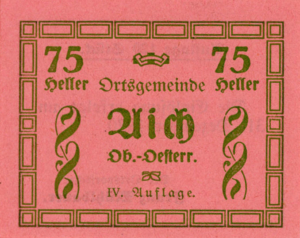 75 75
Heller Ortsgemeinde Heller
Aich
Ob.-Oesterr.
IV. Auflage.